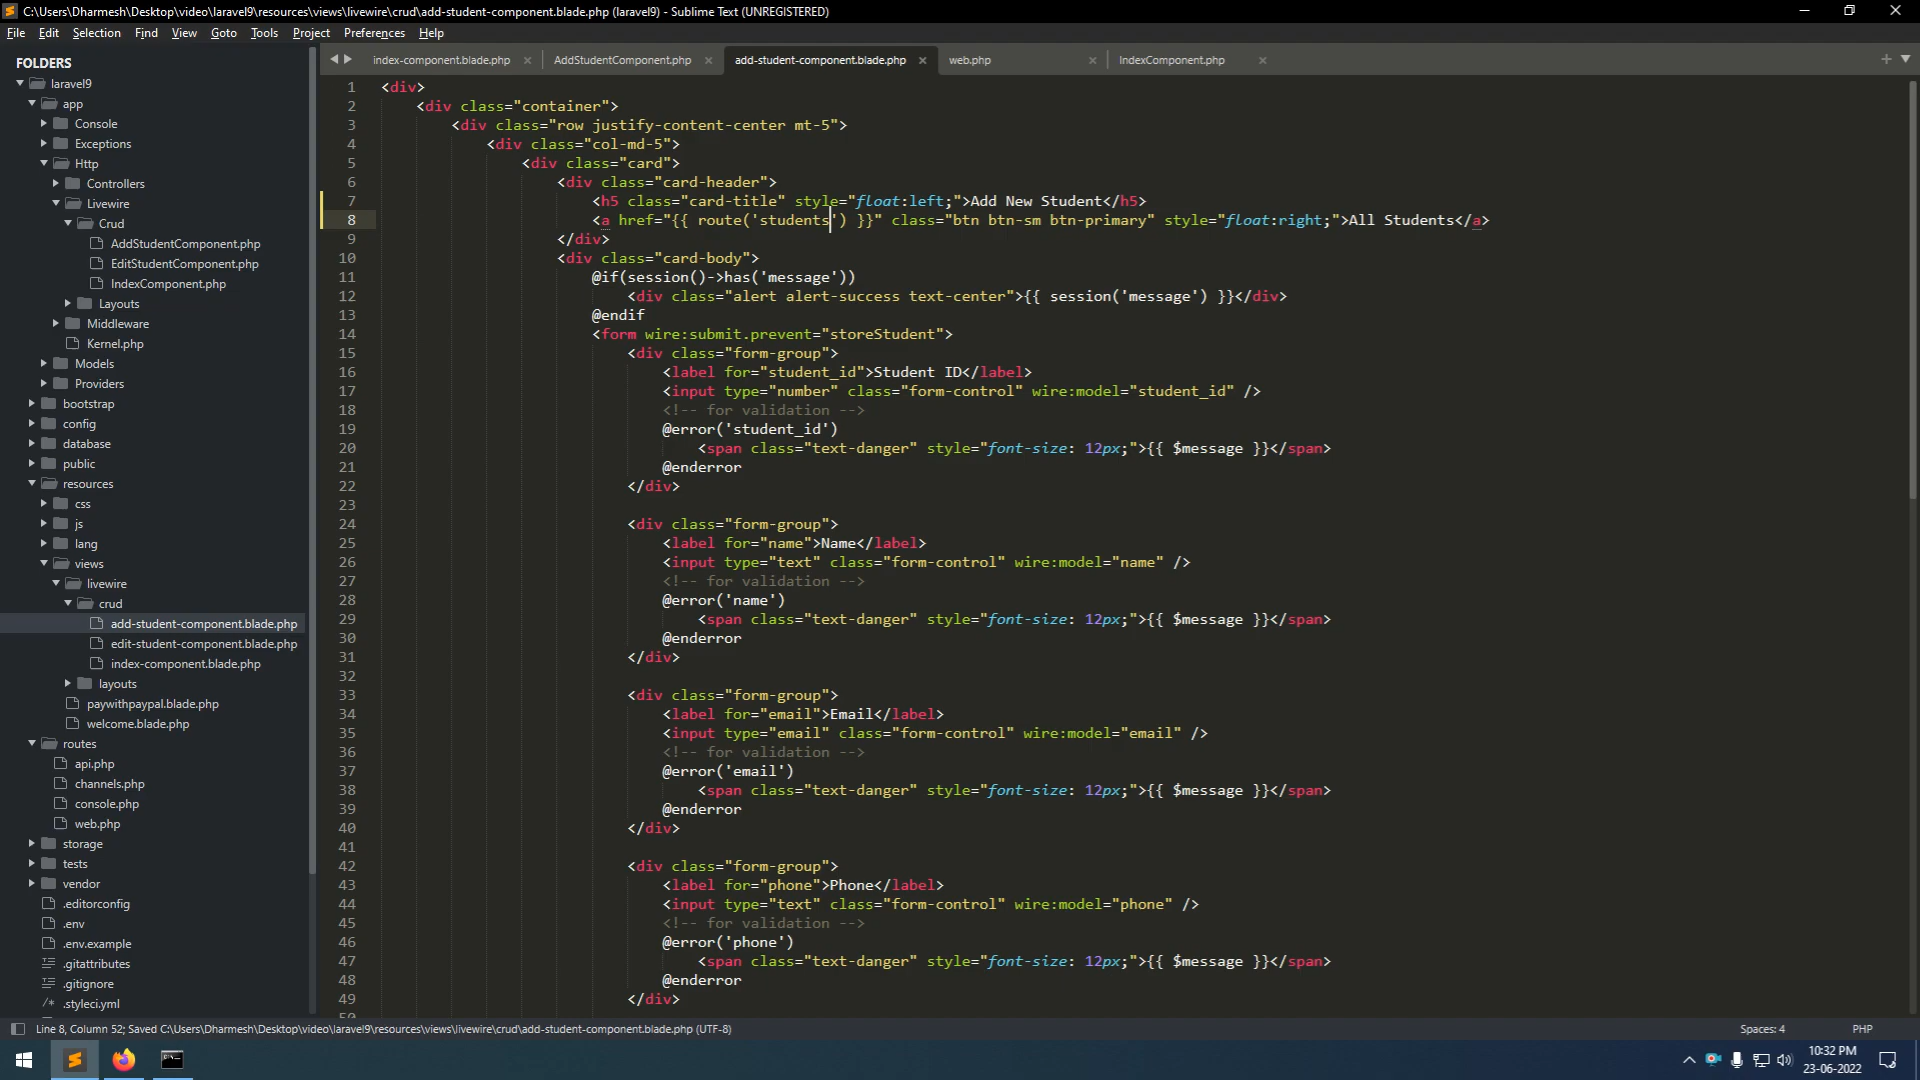 C:\Users\Dharmesh\Desktop\video\laravel9\resources\views\livewire\crud\add-student-component.blade.php (laravel9) - Sublime Text (UNREGISTERED)
File Edit Selection Find View Goto Tools Project Preferences Help
FOLDERS
laravel9
app
Console
Exceptions
Http
Controllers
Livewire
Crud
AddStudentComponent.php
EditStudentComponent.php
IndexComponent.php
Layouts
Middleware
Kernel.php
Models
Providers
bootstrap
config
database
public
resources
css
js
lang
views
livewire
crud
add-student-component.blade.php
edit-student-component.blade.php
index-component.blade.php
layouts
paywithpaypal.blade.php
welcome.blade.php
routes
api.php
channels.php
console.php
web.php
storage
tests
vendor
.editorconfig
.env
.env.example
.gitattributes
.gitignore
.styleci.yml
index-component.blade.php AddStudentComponent.php add-student-component.blade.php web.php IndexComponent.php
1 <div>
2 <div class="container">
3 <div class="row justify-content-center mt-5">
4 <div class="col-md-5">
5 <div class="card">
6 <div class="card-header">
7 <h5 class="card-title" style="float:left;">Add New Student</h5>
8 <a href="{{ route('students') }}" class="btn btn-sm btn-primary" style="float:right;">All Students</a>
9 </div>
10 <div class="card-body">
11 @if(session()->has('message'))
12 <div class="alert alert-success text-center">{{ session('message') }}</div>
13 @endif
14 <form wire:submit.prevent="storeStudent">
15 <div class="form-group">
16 <label for="student_id">Student ID</label>
17 <input type="number" class="form-control" wire:model="student_id" />
18 <!-- for validation -->
19 @error('student_id')
20 <span class="text-danger" style="font-size: 12px;">{{ $message }}</span>
21 @enderror
22 </div>
23
24 <div class="form-group">
25 <label for="name">Name</label>
26 <input type="text" class="form-control" wire:model="name" />
27 <!-- for validation -->
28 @error('name')
29 <span class="text-danger" style="font-size: 12px;">{{ $message }}</span>
30 @enderror
31 </div>
32
33 <div class="form-group">
34 <label for="email">Email</label>
35 <input type="email" class="form-control" wire:model="email" />
36 <!-- for validation -->
37 @error('email')
38 <span class="text-danger" style="font-size: 12px;">{{ $message }}</span>
39 @enderror
40 </div>
41
42 <div class="form-group">
43 <label for="phone">Phone</label>
44 <input type="text" class="form-control" wire:model="phone" />
45 <!-- for validation -->
46 @error('phone')
47 <span class="text-danger" style="font-size: 12px;">{{ $message }}</span>
48 @enderror
49 </div>
50
Line 8, Column 52; Saved C:\Users\Dharmesh\Desktop\video\laravel9\resources\views\livewire\crud\add-student-component.blade.php (UTF-8)
Spaces: 4 PHP
10:32 PM
23-06-2022